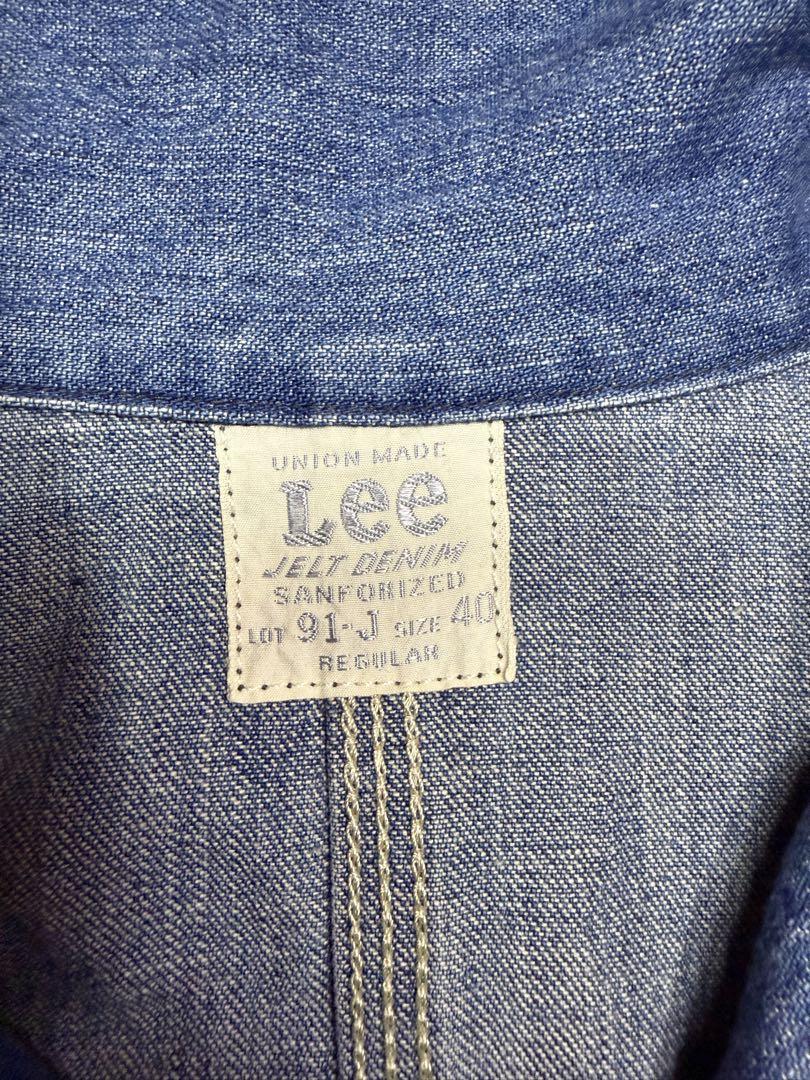 UNION MADE
Lee
JELT DENIM
SANFORIZED
LOT 91-J SIZE 40
REGULAR